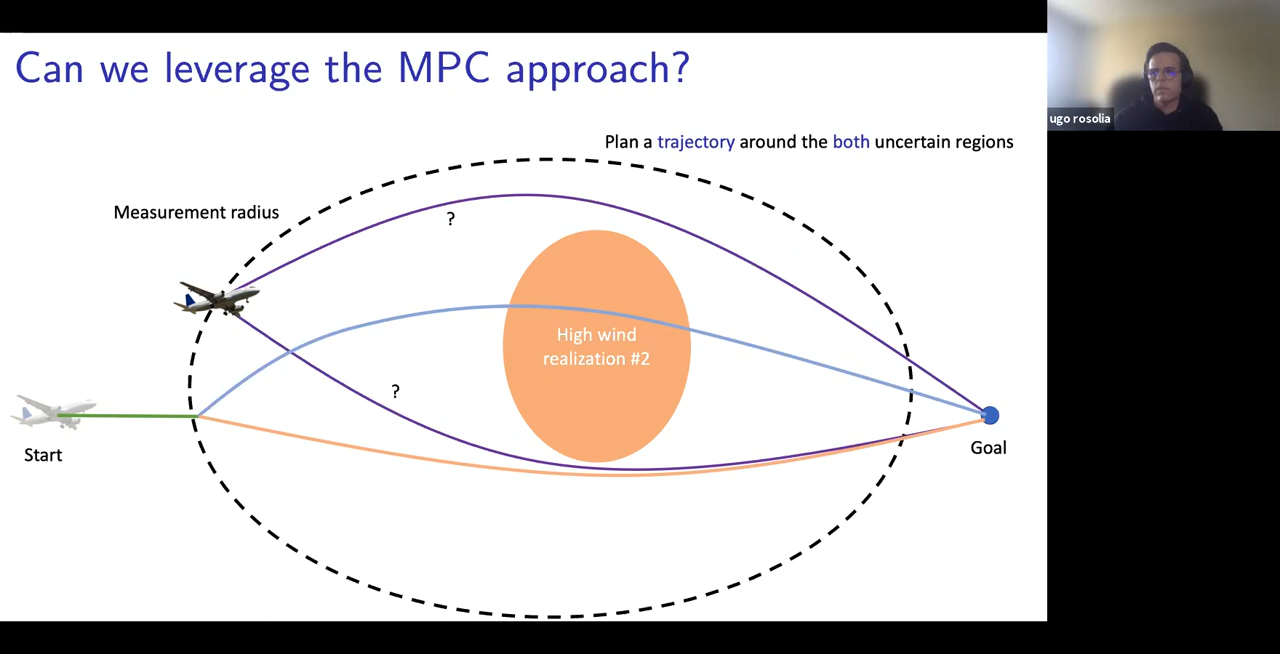 Can we leverage the MPC approach?
ugo rosolia
Plan a trajectory around the both uncertain regions
Measurement radius
?
High wind
realization #2
?
Start
Goal